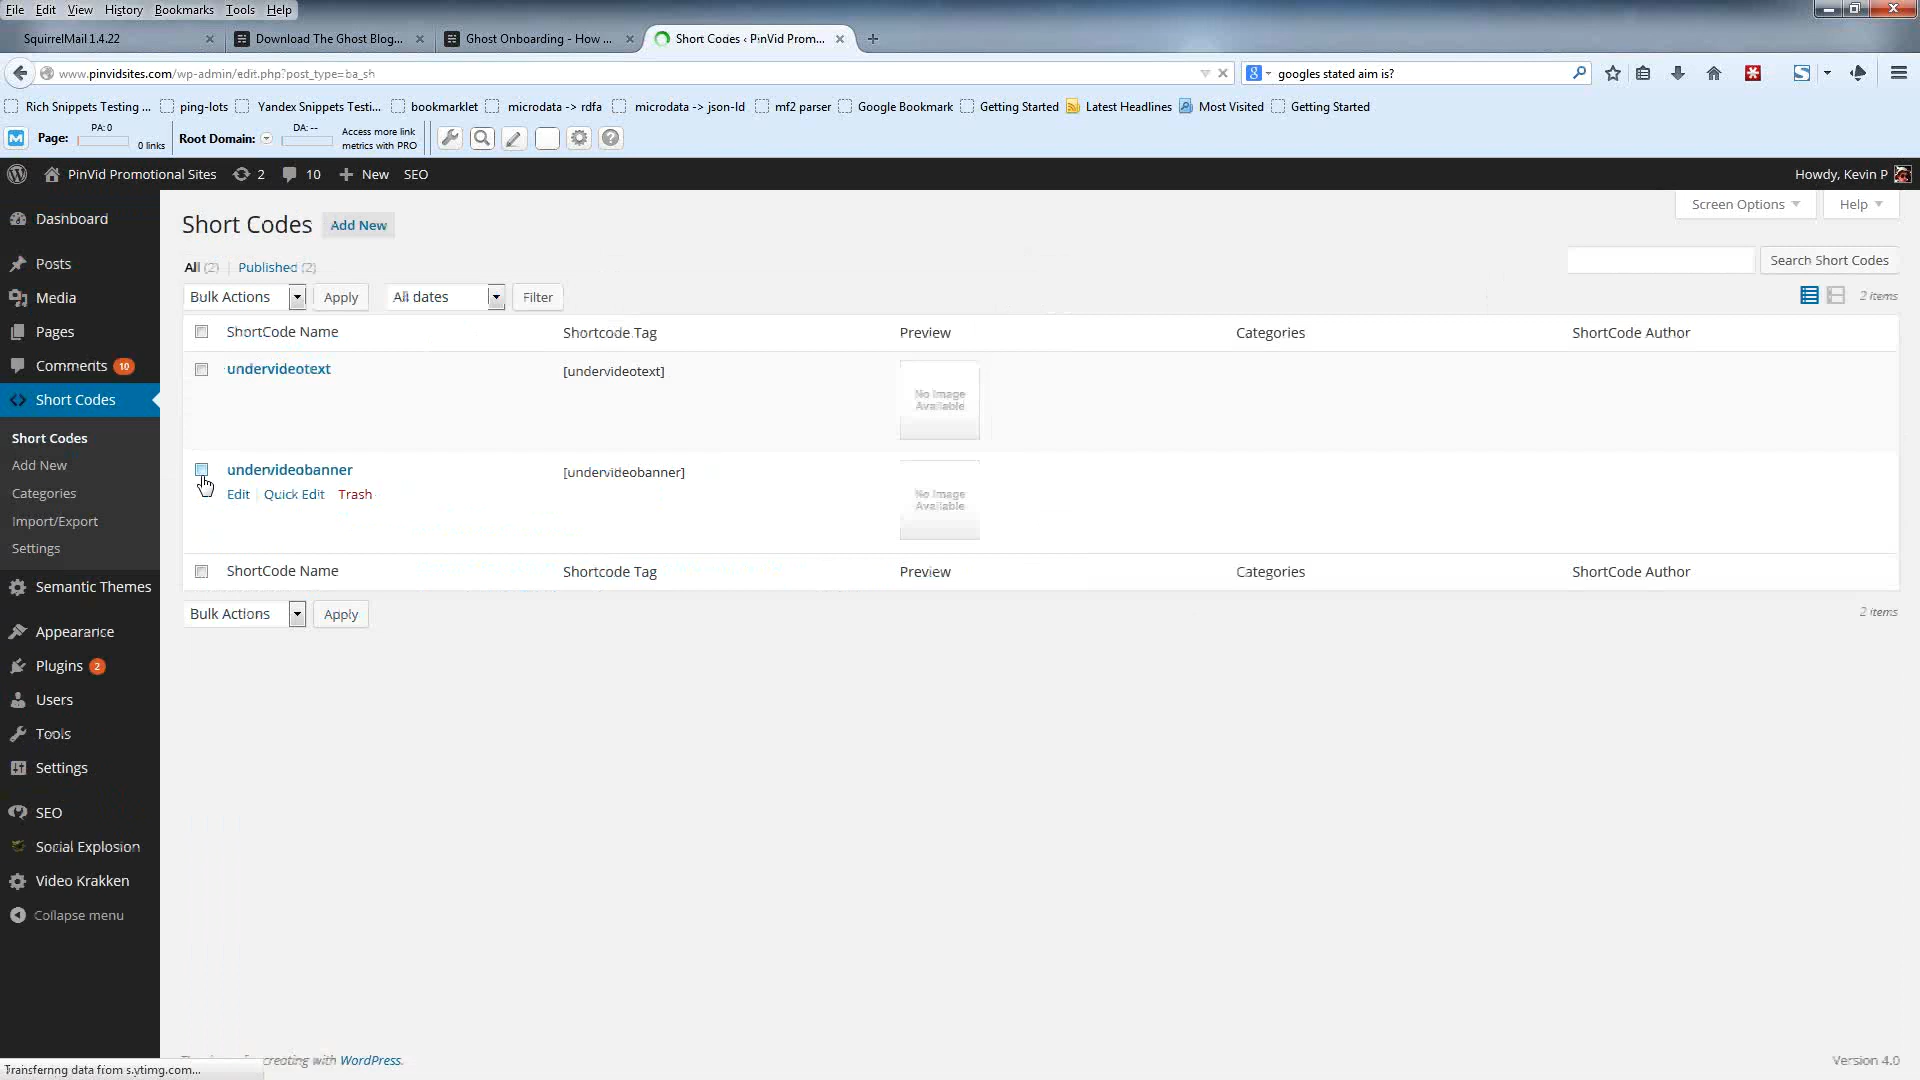 File Edit View History Bookmarks Tools Help
SquirrelMail 1.4.22
Download The Ghost Blog...
Ghost Onboarding - How ...
Short Codes ‹ PinVid Prom...
www.pinvidsites.com/wp-admin/edit.php?post_type=ba_sh
googles stated aim is?
Rich Snippets Testing ... ping-lots Yandex Snippets Testi... bookmarklet microdata -> rdfa microdata -> json-ld mf2 parser Google Bookmark Getting Started Latest Headlines Most Visited Getting Started
Page: PA: 0 0 links Root Domain: DA: -- Access more link metrics with PRO
PinVid Promotional Sites 2 10 New SEO Howdy, Kevin P
Dashboard
Posts
Media
Pages
Comments 10
Short Codes
Short Codes
Add New
Categories
Import/Export
Settings
Semantic Themes
Appearance
Plugins 2
Users
Tools
Settings
SEO
Social Explosion
Video Krakken
Collapse menu
Short Codes Add New
Screen Options Help
All (2) | Published (2)
Search Short Codes
Bulk Actions Apply All dates Filter 2 items
ShortCode Name Shortcode Tag Preview Categories ShortCode Author
undervideotext [undervideotext] No Image Available
undervideobanner [undervideobanner] No Image Available
Edit | Quick Edit Trash
ShortCode Name Shortcode Tag Preview Categories ShortCode Author
Bulk Actions Apply 2 items
creating with WordPress.
Version 4.0
Transferring data from s.ytimg.com...